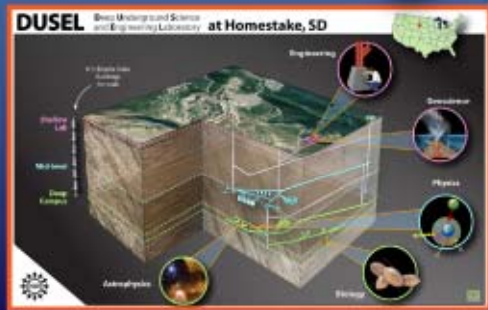 DUSEL Deep Underground Science
and Engineering Laboratory at Homestake, SD
Engineering
Shallow
Lab
Geoscience
Mid-level
Physics
Deep
Campus
Astrophysics
Biology